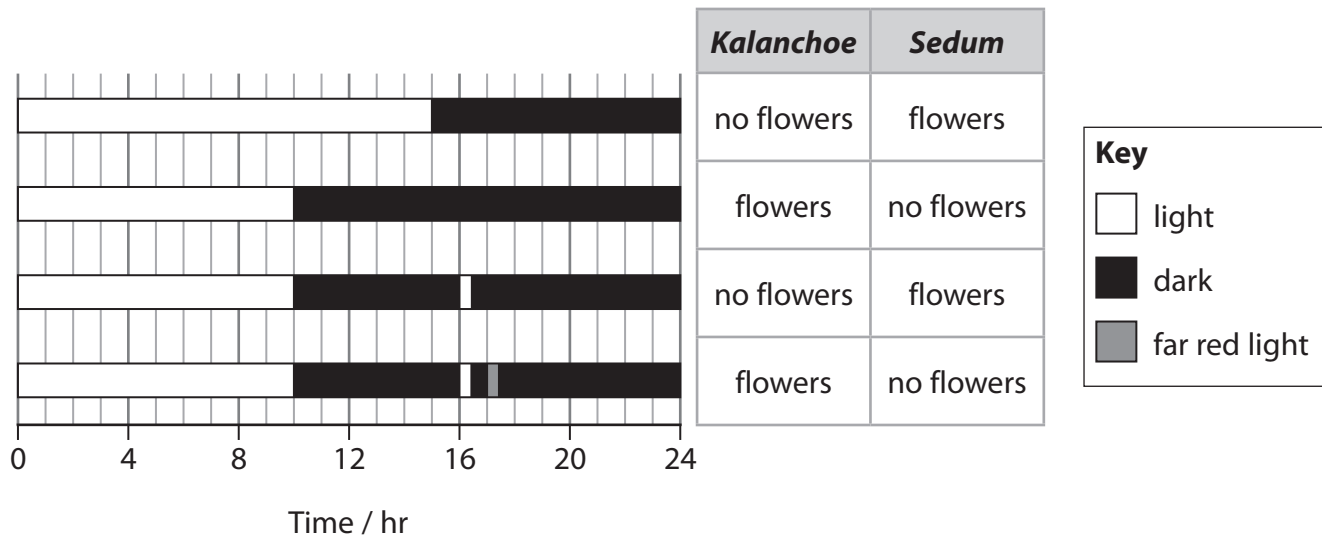 Kalanchoe Sedum
no flowers flowers
flowers no flowers
no flowers flowers
flowers no flowers
Key
light
dark
far red light
0 4 8 12 16 20 24
Time / hr